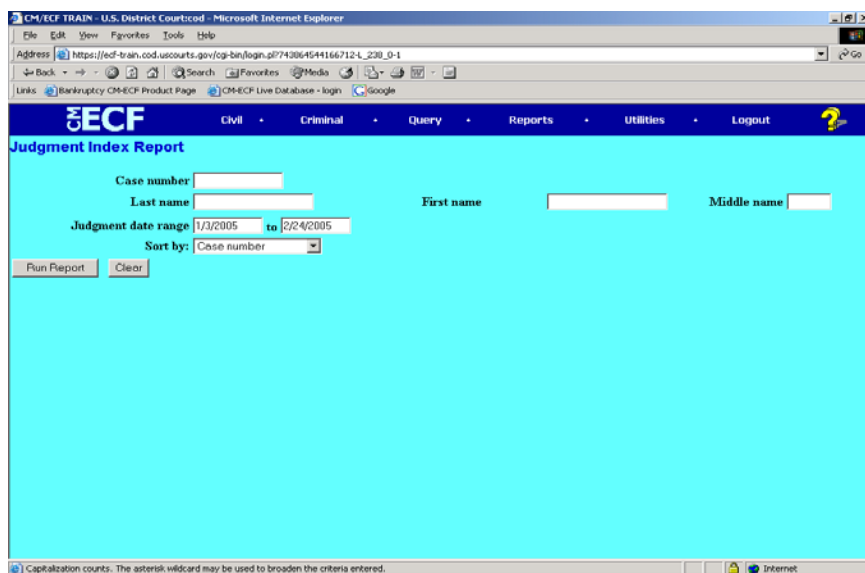 CM/ECF TRAIN - U.S. District Court:cod - Microsoft Internet Explorer
File Edit View Favorites Tools Help
Address https://ecf-train.cod.uscourts.gov/cgi-bin/login.pl?743864544166712-L_238_0-1 Go
Back Search Favorites Media
Links Bankruptcy CM-ECF Product Page CM-ECF Live Database - login Google
CM ECF Civil Criminal Query Reports Utilities Logout ?
Judgment Index Report
Case number
Last name First name Middle name
Judgment date range 1/3/2005 to 2/24/2005
Sort by: Case number
Run Report Clear
Capitalization counts. The asterisk wildcard may be used to broaden the criteria entered. Internet